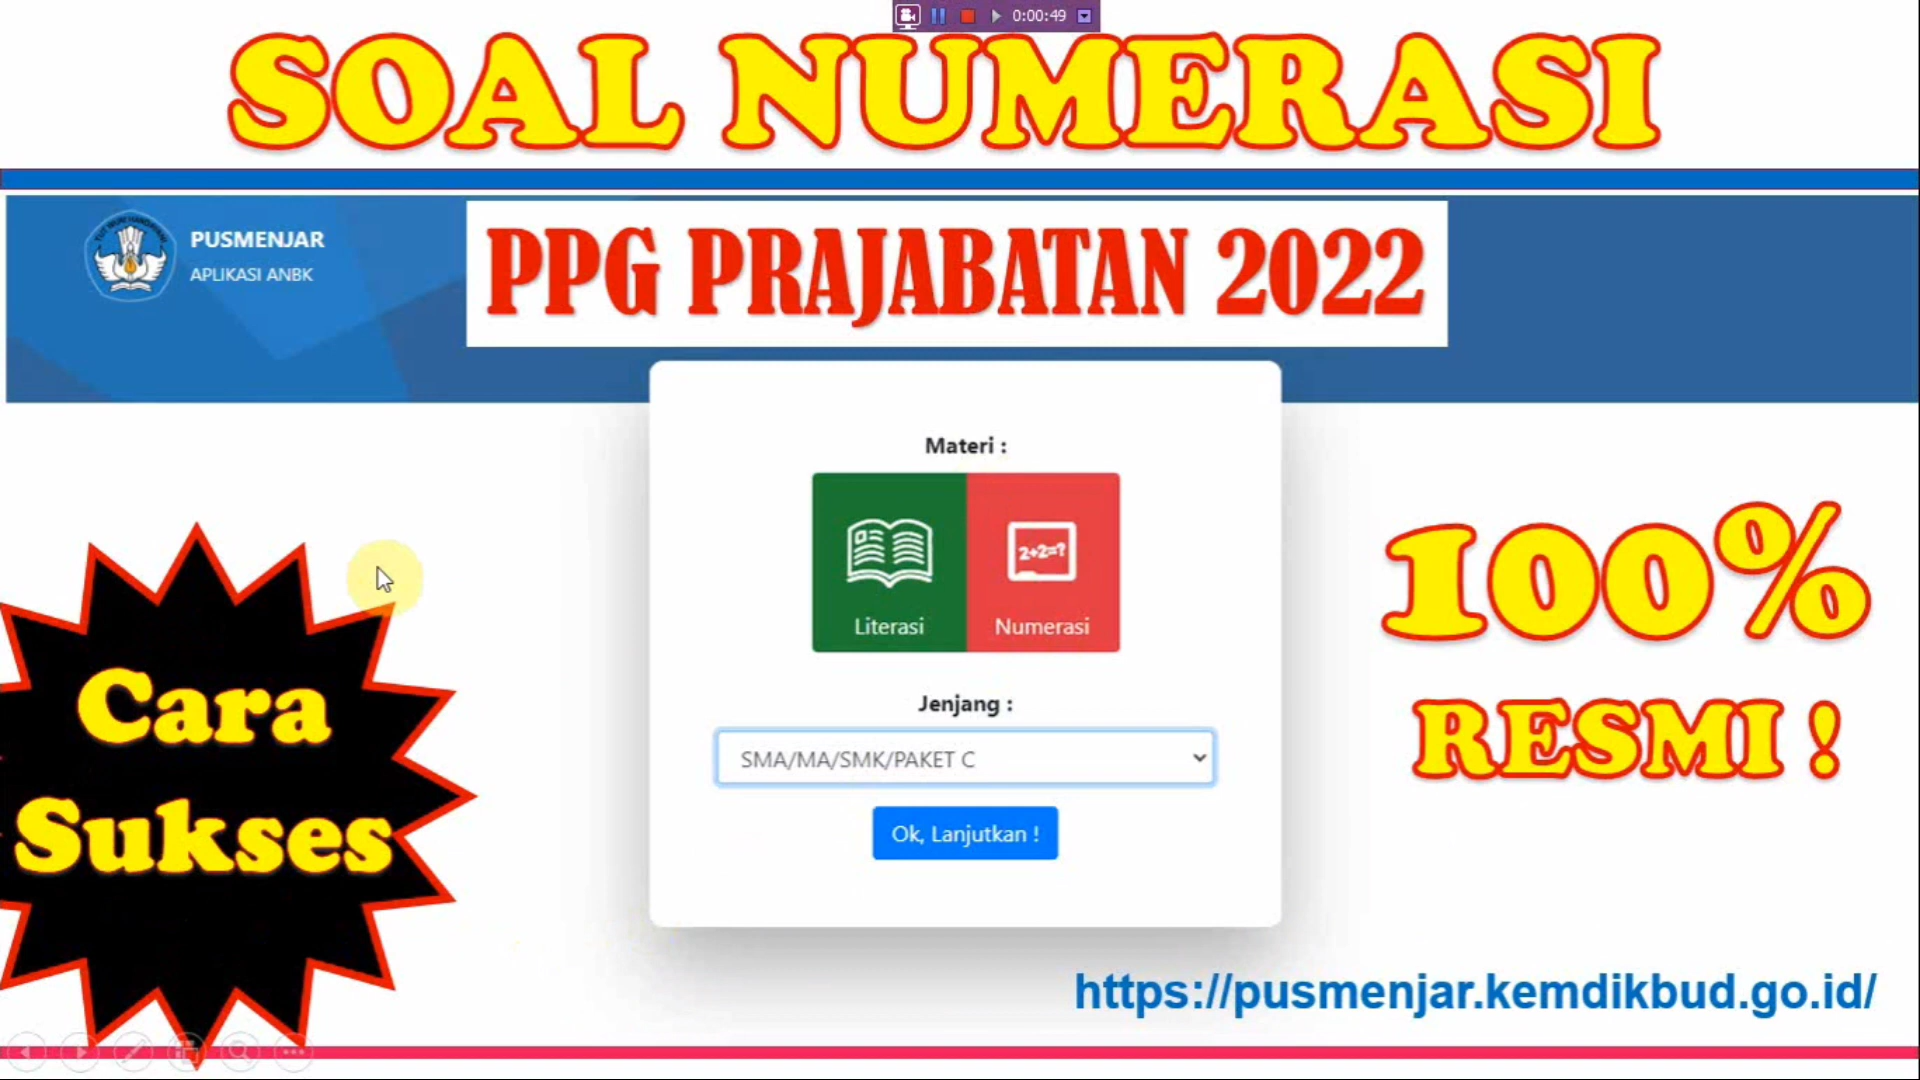 0:00:49
SOAL NUMERASI
PUSMENJAR
APLIKASI ANBK
PPG PRAJABATAN 2022
Materi :
2+2=?
Literasi
Numerasi
Jenjang :
SMA/MA/SMK/PAKET C
Ok, Lanjutkan !
Cara
Sukses
100%
RESMI !
https://pusmenjar.kemdikbud.go.id/